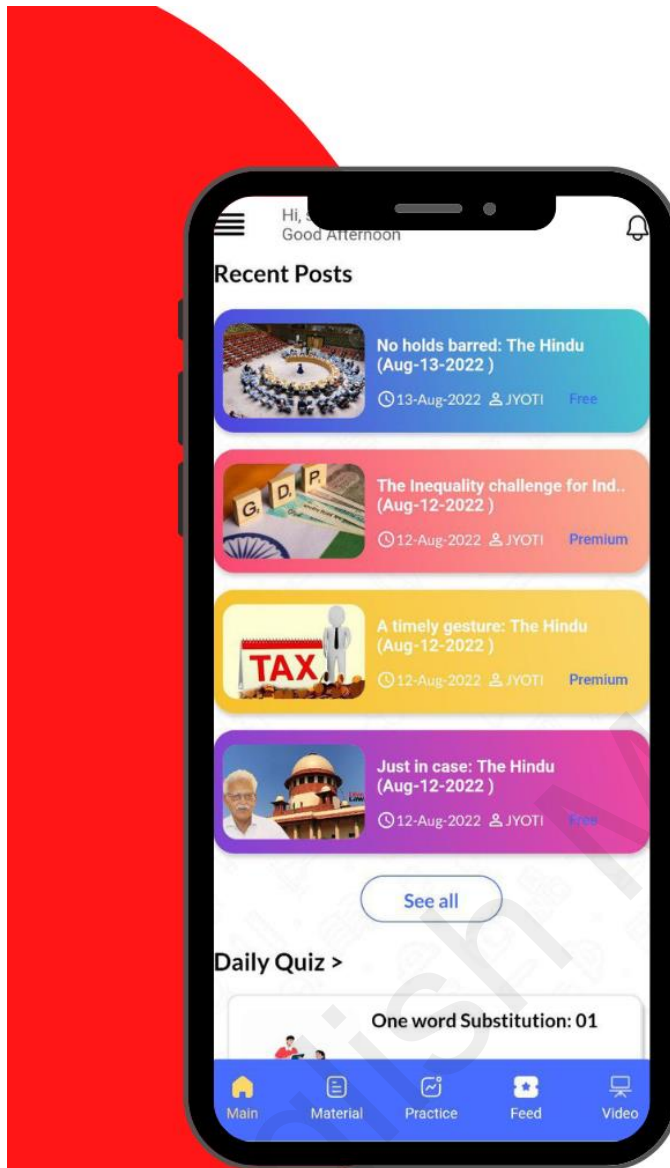 Hi,
Good Afternoon
Recent Posts
No holds barred: The Hindu
(Aug-13-2022 )
13-Aug-2022 JYOTI Free
GDP
The Inequality challenge for Ind..
(Aug-12-2022 )
12-Aug-2022 JYOTI Premium
TAX
A timely gesture: The Hindu
(Aug-12-2022 )
12-Aug-2022 JYOTI Premium
Just in case: The Hindu
(Aug-12-2022 )
12-Aug-2022 JYOTI Free
See all
Daily Quiz >
One word Substitution: 01
Main Material Practice Feed Video